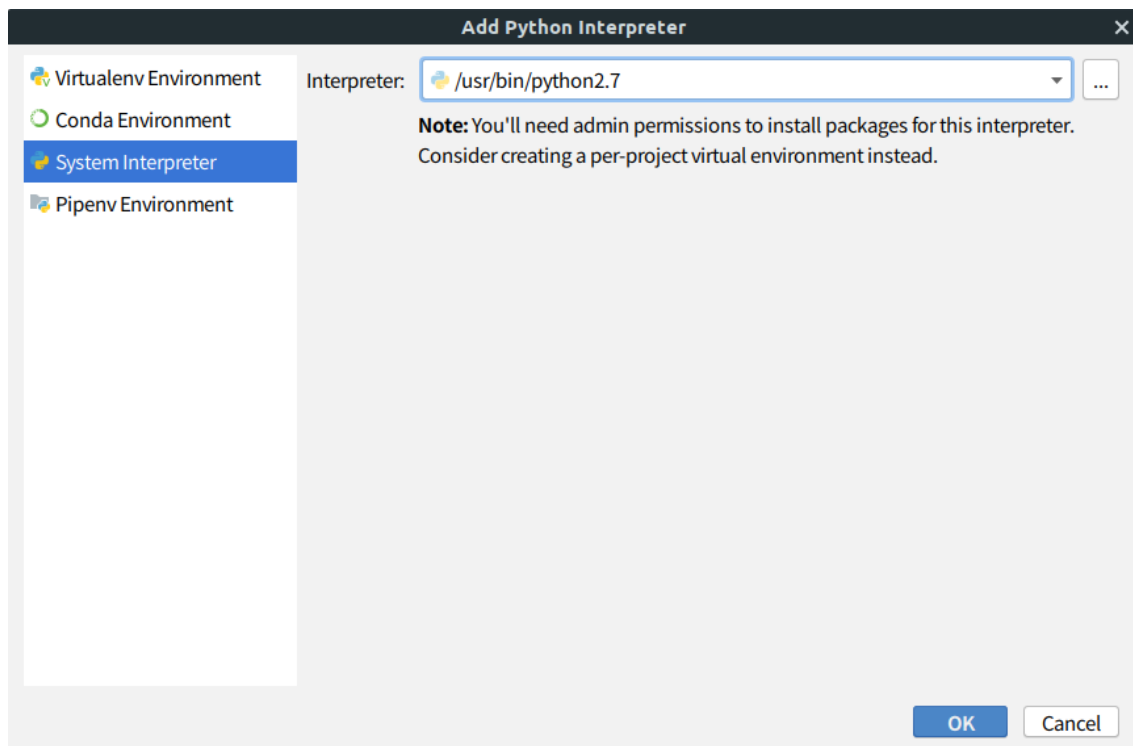 Add Python Interpreter
Virtualenv Environment
Conda Environment
System Interpreter
Pipenv Environment
Interpreter: /usr/bin/python2.7 ...
Note: You'll need admin permissions to install packages for this interpreter.
Consider creating a per-project virtual environment instead.
OK Cancel